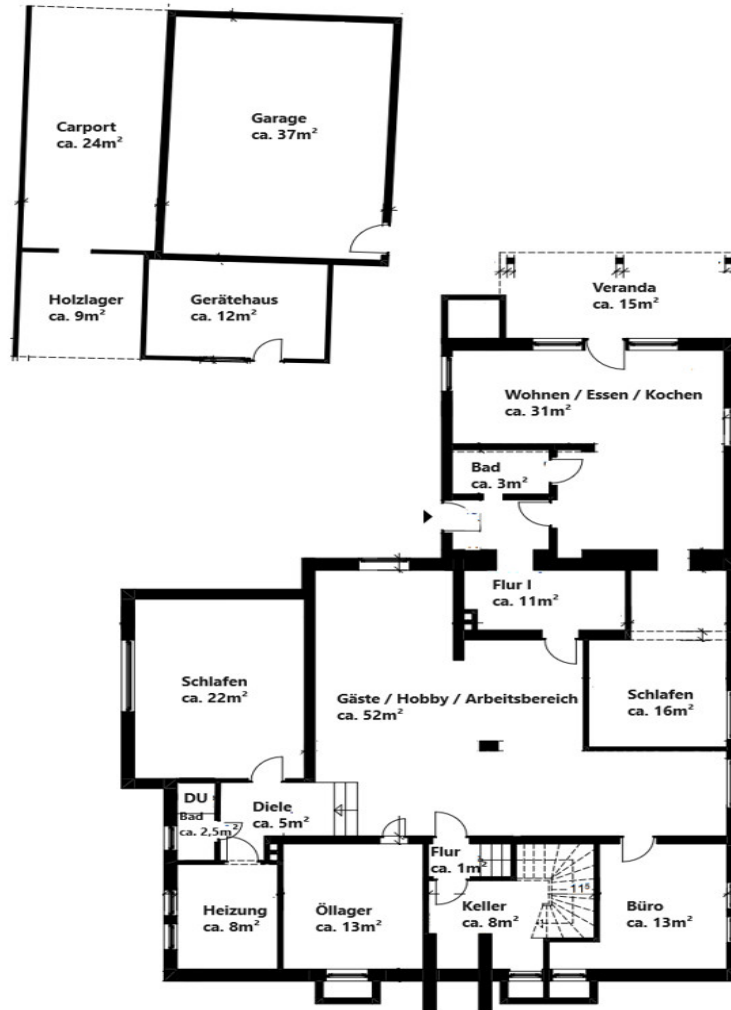 Carport
ca. 24m²
Garage
ca. 37m²
Holzlager
ca. 9m²
Gerätehaus
ca. 12m²
Veranda
ca. 15m²
Wohnen / Essen / Kochen
ca. 31m²
Bad
ca. 3m²
Flur I
ca. 11m²
Schlafen
ca. 22m²
Gäste / Hobby / Arbeitsbereich
ca. 52m²
Schlafen
ca. 16m²
DU
Bad
ca. 2,5m²
Diele
ca. 5m²
Flur
ca. 1m²
Heizung
ca. 8m²
Öllager
ca. 13m²
Keller
ca. 8m²
11⁵
Büro
ca. 13m²